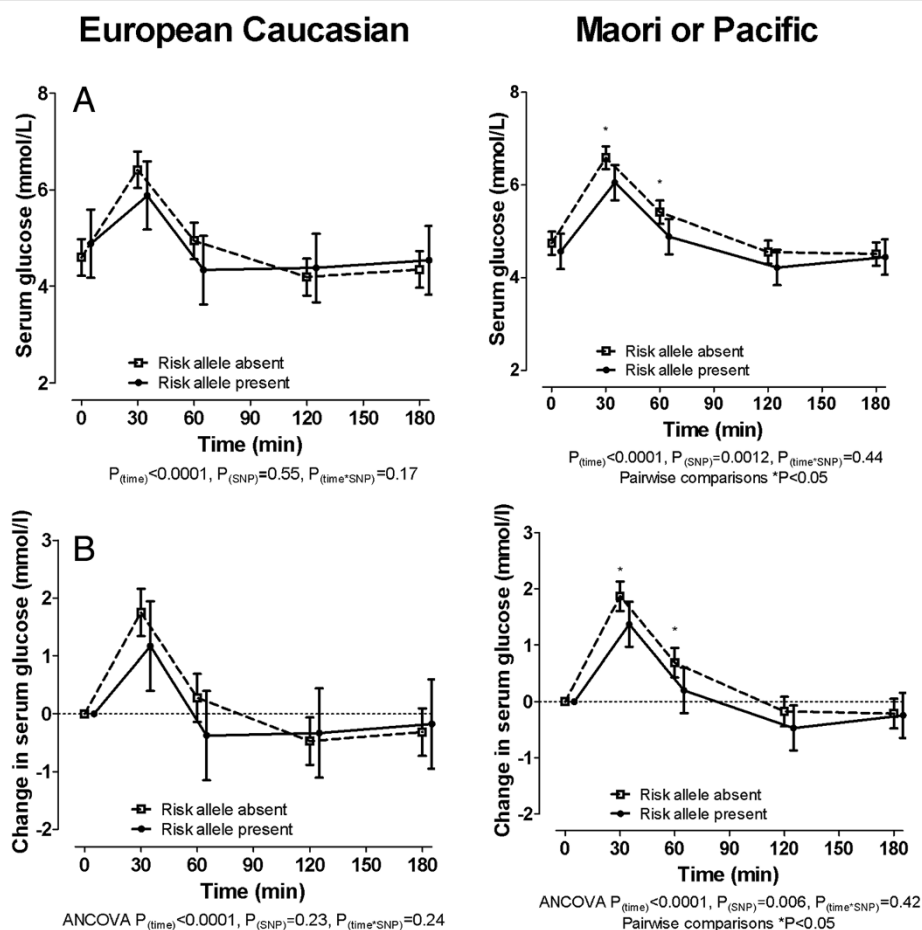 European Caucasian
Maori or Pacific
A
Serum glucose (mmol/L)
8
6
4
2
Risk allele absent
Risk allele present
0 30 60 90 120 150 180
Time (min)
P(time)<0.0001, P(SNP)=0.55, P(time*SNP)=0.17
Serum glucose (mmol/L)
8
6
4
2
* *
Risk allele absent
Risk allele present
0 30 60 90 120 150 180
Time (min)
P(time)<0.0001, P(SNP)=0.0012, P(time*SNP)=0.44
Pairwise comparisons *P<0.05
B
Change in serum glucose (mmol/l)
3
2
1
0
-1
-2
Risk allele absent
Risk allele present
0 30 60 90 120 150 180
Time (min)
ANCOVA P(time)<0.0001, P(SNP)=0.23, P(time*SNP)=0.24
Change in serum glucose (mmol/l)
3
2
1
0
-1
-2
* *
Risk allele absent
Risk allele present
0 30 60 90 120 150 180
Time (min)
ANCOVA P(time)<0.0001, P(SNP)=0.006, P(time*SNP)=0.42
Pairwise comparisons *P<0.05